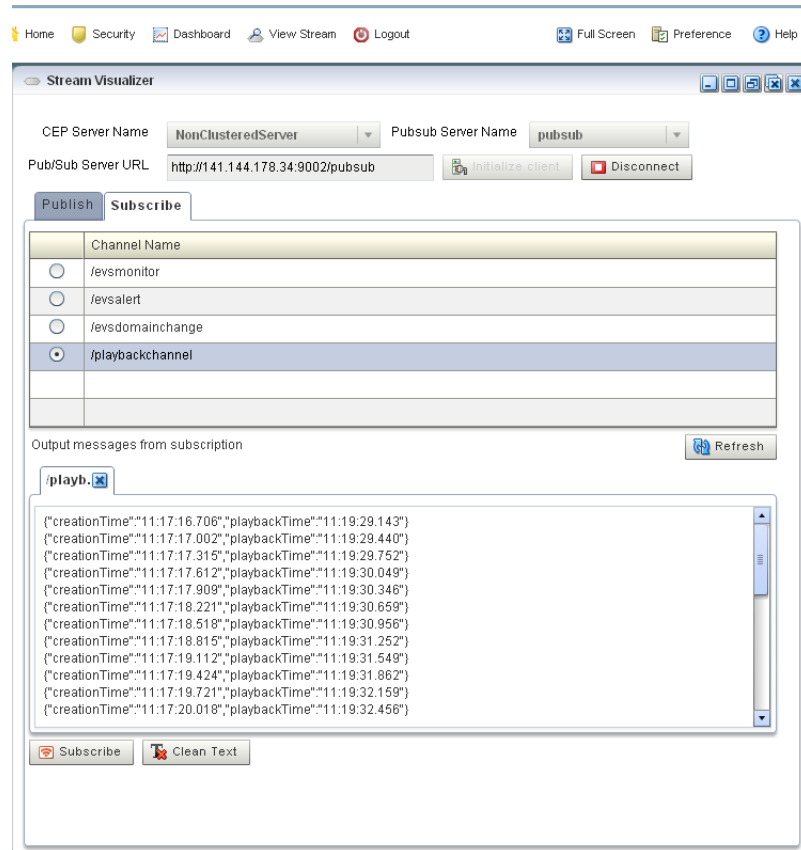 Home Security Dashboard View Stream Logout Full Screen Preference Help
Stream Visualizer
CEP Server Name NonClusteredServer Pubsub Server Name pubsub
Pub/Sub Server URL http://141.144.178.34:9002/pubsub Initialize client Disconnect
Publish Subscribe
Channel Name
/evsmonitor
/evsalert
/evsdomainchange
/playbackchannel
Output messages from subscription Refresh
/playb.
{"creationTime":"11:17:16.706","playbackTime":"11:19:29.143"}
{"creationTime":"11:17:17.002","playbackTime":"11:19:29.440"}
{"creationTime":"11:17:17.315","playbackTime":"11:19:29.752"}
{"creationTime":"11:17:17.612","playbackTime":"11:19:30.049"}
{"creationTime":"11:17:17.909","playbackTime":"11:19:30.346"}
{"creationTime":"11:17:18.221","playbackTime":"11:19:30.659"}
{"creationTime":"11:17:18.518","playbackTime":"11:19:30.956"}
{"creationTime":"11:17:18.815","playbackTime":"11:19:31.252"}
{"creationTime":"11:17:19.112","playbackTime":"11:19:31.549"}
{"creationTime":"11:17:19.424","playbackTime":"11:19:31.862"}
{"creationTime":"11:17:19.721","playbackTime":"11:19:32.159"}
{"creationTime":"11:17:20.018","playbackTime":"11:19:32.456"}
Subscribe Clean Text